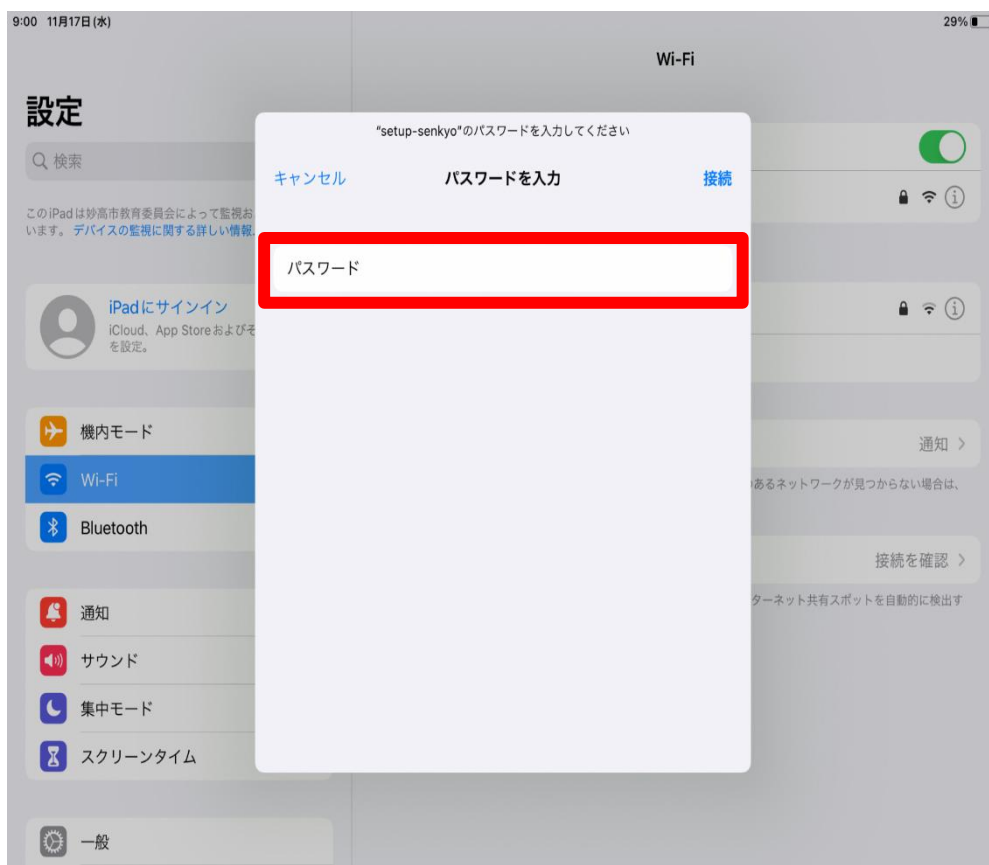 9:00 11月17日(水)
29%
Wi-Fi
設定
検索
このiPadは妙高市教育委員会によって監視お
います。デバイスの監視に関する詳しい情報
iPadにサインイン
iCloud、App Storeおよびそ
を設定。
機内モード
Wi-Fi
Bluetooth
通知
サウンド
集中モード
スクリーンタイム
一般
"setup-senkyo"のパスワードを入力してください
キャンセル
パスワードを入力
接続
パスワード
通知
あるネットワークが見つからない場合は、
接続を確認
ターネット共有スポットを自動的に検出す